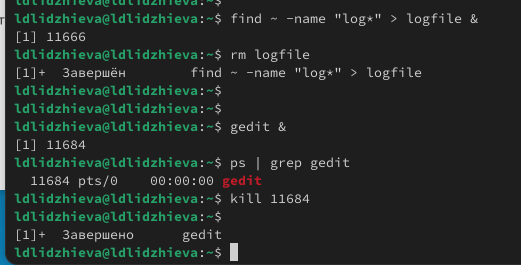 ldlidzhieva@ldlidzhieva:~$
ldlidzhieva@ldlidzhieva:~$ find ~ -name "log*" > logfile &
[1] 11666
ldlidzhieva@ldlidzhieva:~$ rm logfile
[1]+  Завершён        find ~ -name "log*" > logfile
ldlidzhieva@ldlidzhieva:~$
ldlidzhieva@ldlidzhieva:~$
ldlidzhieva@ldlidzhieva:~$ gedit &
[1] 11684
ldlidzhieva@ldlidzhieva:~$ ps | grep gedit
  11684 pts/0    00:00:00 gedit
ldlidzhieva@ldlidzhieva:~$ kill 11684
ldlidzhieva@ldlidzhieva:~$
[1]+  Завершено      gedit
ldlidzhieva@ldlidzhieva:~$